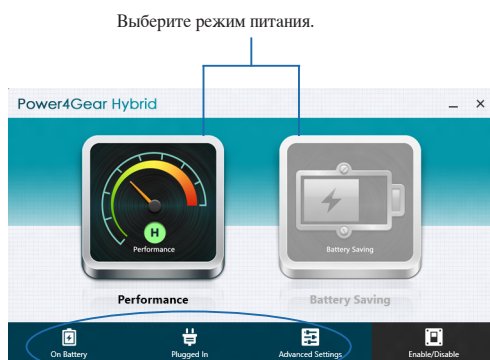 Выберите режим питания.
Power4Gear Hybrid
H
Performance
Battery Saving
Performance
Battery Saving
On Battery
Plugged In
Advanced Settings
Enable/Disable